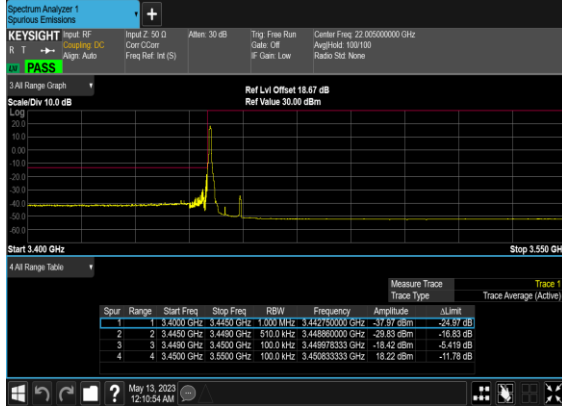 Spectrum Analyzer 1
Spurious Emissions
+
KEYSIGHT Input: RF
R T Coupling: DC
Align: Auto
LXI PASS
Input Z: 50 Ω
Corr CCorr
Freq Ref: Int (S)
Atten: 30 dB
Trig: Free Run
Gate: Off
IF Gain: Low
Center Freq: 22.005000000 GHz
Avg|Hold: 100/100
Radio Std: None
3 All Range Graph
Scale/Div 10.0 dB
Ref Lvl Offset 18.67 dB
Ref Value 30.00 dBm
Log
20.0
10.0
0.00
-10.0
-20.0
-30.0
-40.0
-50.0
-60.0
Start 3.400 GHz
Stop 3.550 GH
4 All Range Table
Measure Trace Trace 1
Trace Type Trace Average (Active)
Spur Range Start Freq Stop Freq RBW Frequency Amplitude ΔLimit
1 1 3.4000 GHz 3.4450 GHz 1.000 MHz 3.442750000 GHz -37.97 dBm -24.97 dB
2 2 3.4450 GHz 3.4490 GHz 510.0 kHz 3.448860000 GHz -29.83 dBm -16.83 dB
3 3 3.4490 GHz 3.4500 GHz 100.0 kHz 3.449978333 GHz -18.42 dBm -5.419 dB
4 4 3.4500 GHz 3.5500 GHz 100.0 kHz 3.450833333 GHz 18.22 dBm -11.78 dB
?
May 13, 2023
12:10:54 AM